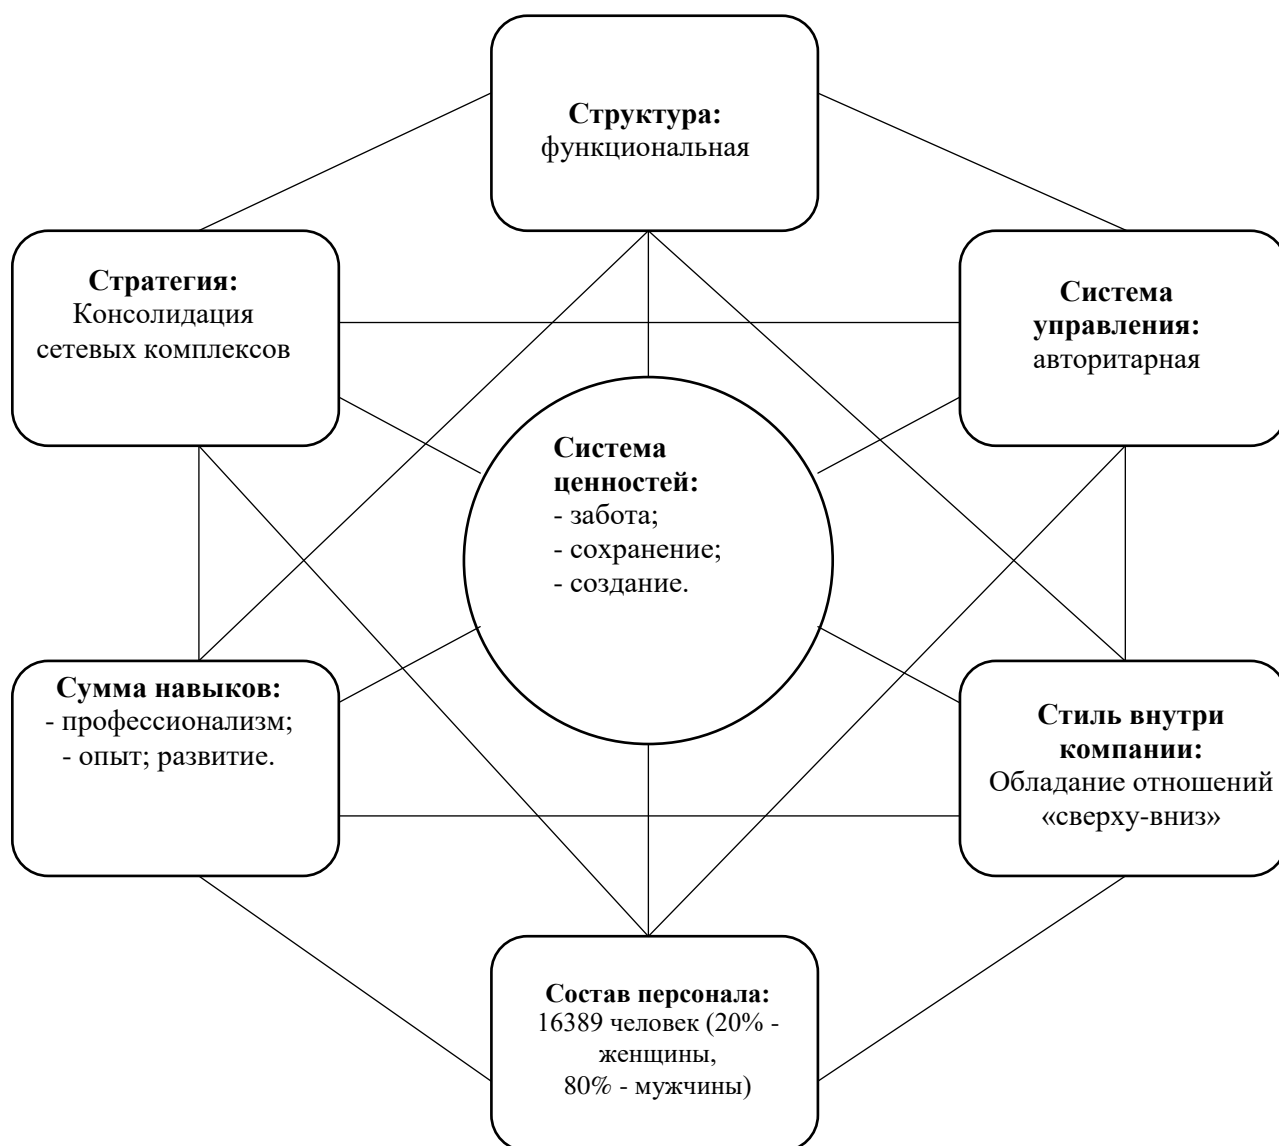 Структура:
функциональная
Стратегия:
Консолидация
сетевых комплексов
Система
управления:
авторитарная
Система
ценностей:
- забота;
- сохранение;
- создание.
Сумма навыков:
- профессионализм;
- опыт; развитие.
Стиль внутри
компании:
Обладание отношений
«сверху-вниз»
Состав персонала:
16389 человек (20% -
женщины,
80% - мужчины)